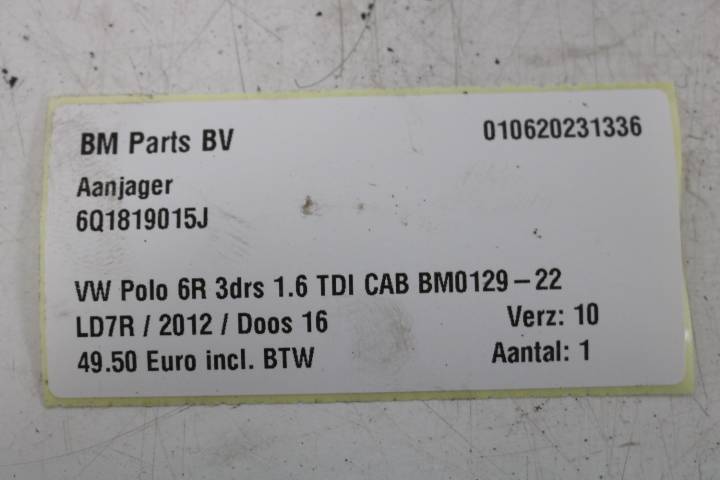 BM Parts BV 010620231336
Aanjager
6Q1819015J
VW Polo 6R 3drs 1.6 TDI CAB BM0129-22
LD7R / 2012 / Doos 16 Verz: 10
49.50 Euro incl. BTW Aantal: 1